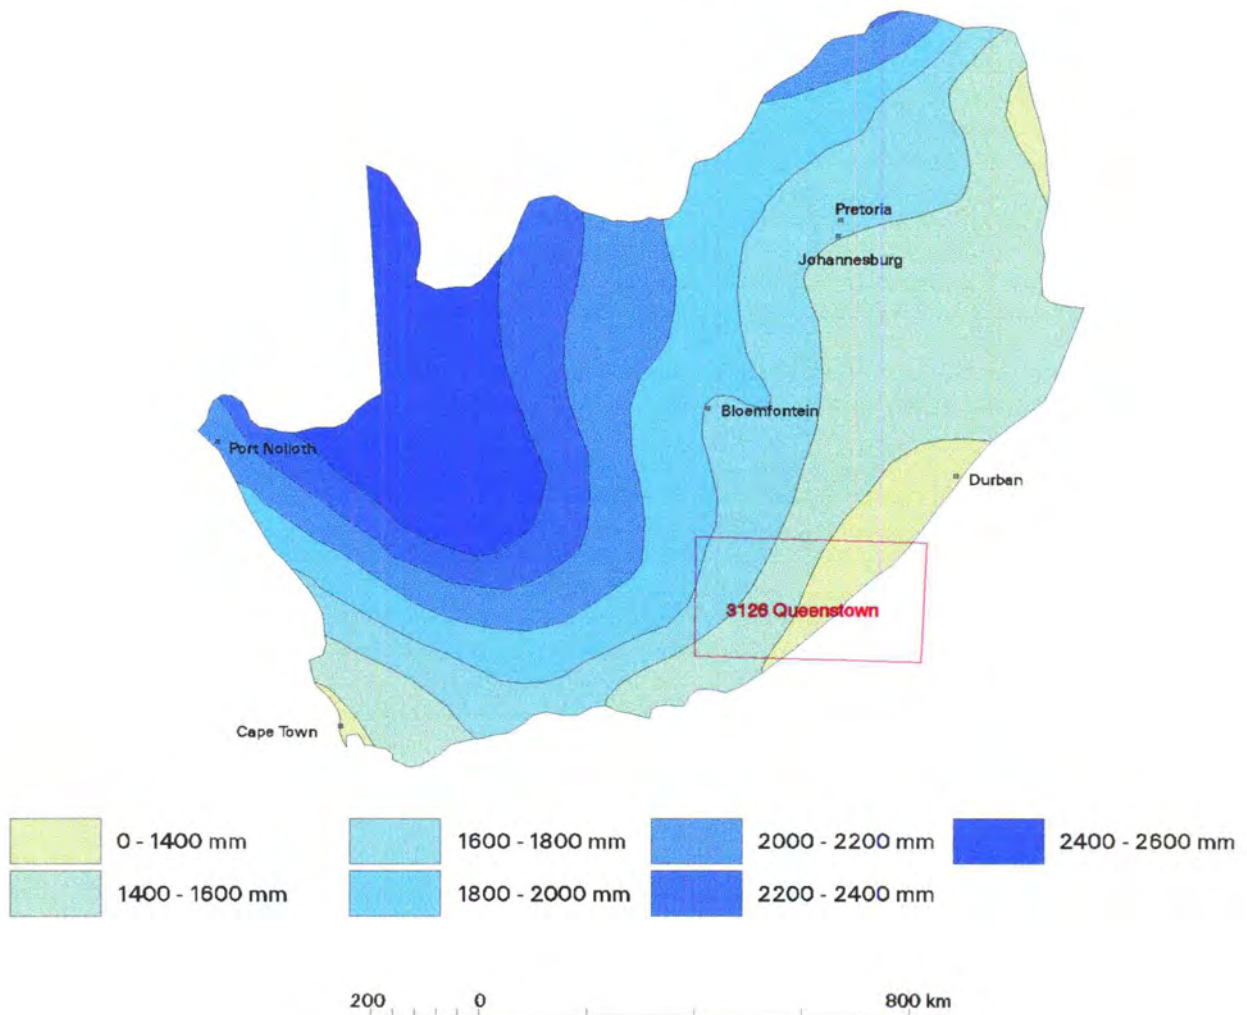 Pretoria
Johannesburg
Bloemfontein
Port Nolloth
Durban
3126 Queenstown
Cape Town
0 - 1400 mm
1600 - 1800 mm
2000 - 2200 mm
2400 - 2600 mm
1400 - 1600 mm
1800 - 2000 mm
2200 - 2400 mm
200 0 800 km